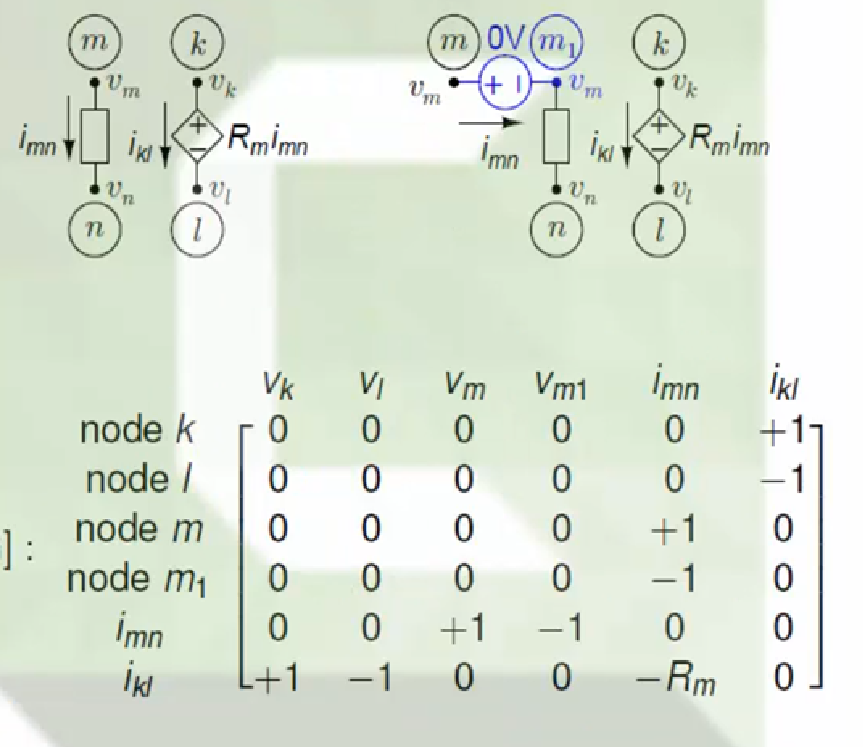 m k m 0V m₁ k
v_m v_k v_m + | v_m v_k
i_mn i_kl + − R_m i_mn i_mn i_kl + − R_m i_mn
v_n v_l v_n v_l
n l n l
v_k v_l v_m v_m1 i_mn i_kl
node k 0 0 0 0 0 +1
node l 0 0 0 0 0 −1
node m 0 0 0 0 +1 0
] : node m₁ 0 0 0 0 −1 0
i_mn 0 0 +1 −1 0 0
i_kl +1 −1 0 0 −R_m 0